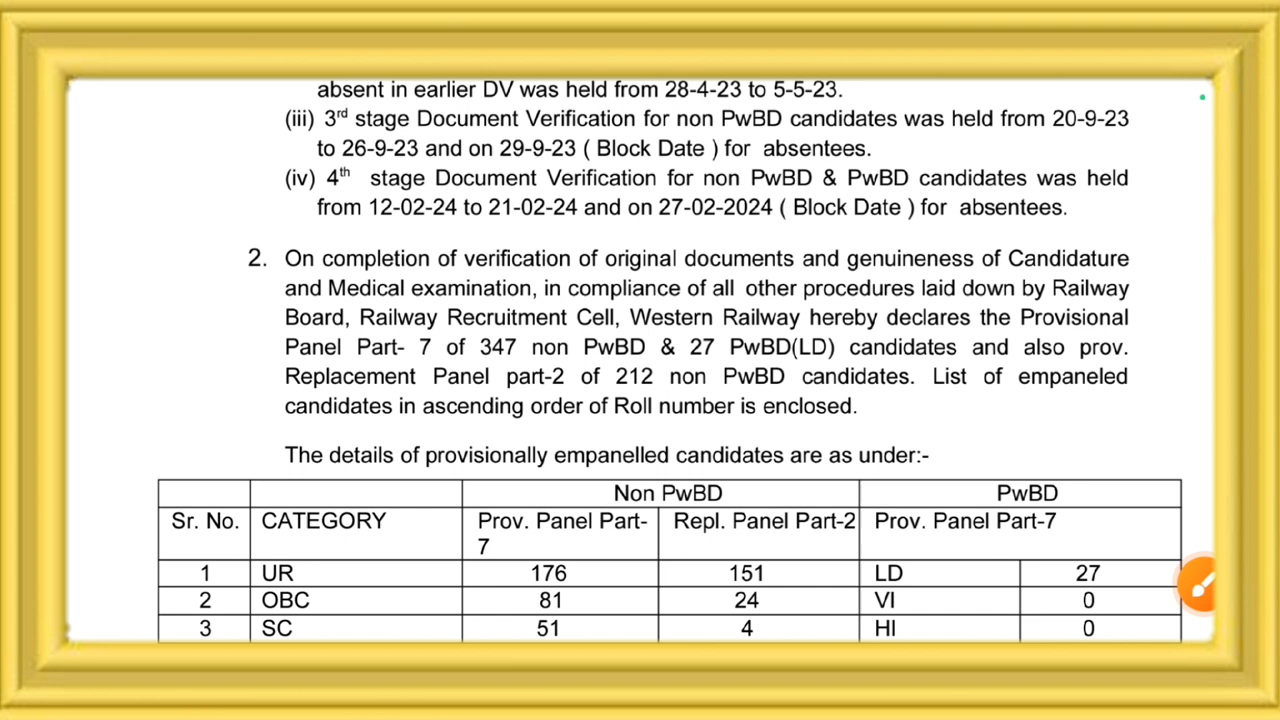 absent in earlier DV was held from 28-4-23 to 5-5-23.
(iii) 3rd stage Document Verification for non PwBD candidates was held from 20-9-23
to 26-9-23 and on 29-9-23 ( Block Date ) for absentees.
(iv) 4th stage Document Verification for non PwBD & PwBD candidates was held
from 12-02-24 to 21-02-24 and on 27-02-2024 ( Block Date ) for absentees.
2. On completion of verification of original documents and genuineness of Candidature
and Medical examination, in compliance of all other procedures laid down by Railway
Board, Railway Recruitment Cell, Western Railway hereby declares the Provisional
Panel Part- 7 of 347 non PwBD & 27 PwBD(LD) candidates and also prov.
Replacement Panel part-2 of 212 non PwBD candidates. List of empaneled
candidates in ascending order of Roll number is enclosed.
The details of provisionally empanelled candidates are as under:-
Non PwBD PwBD
Sr. No. CATEGORY Prov. Panel Part- Repl. Panel Part-2 Prov. Panel Part-7
7
1 UR 176 151 LD 27
2 OBC 81 24 VI 0
3 SC 51 4 HI 0